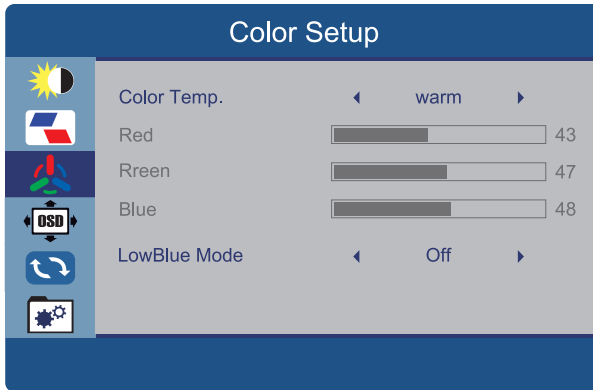 Color Setup
Color Temp. warm
Red 43
Rreen 47
Blue 48
OSD
LowBlue Mode Off